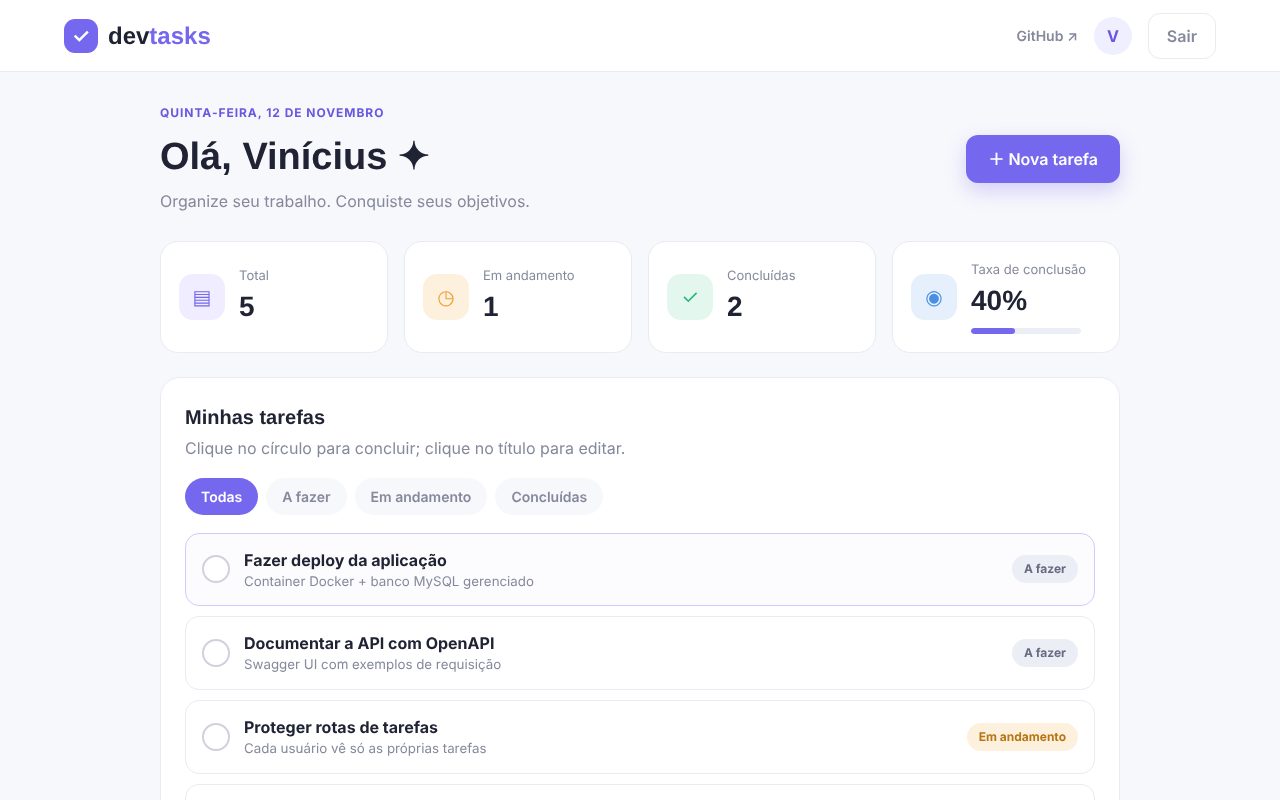 devtasks
GitHub ↗
V
Sair
QUINTA-FEIRA, 12 DE NOVEMBRO
Olá, Vinícius ✦
+ Nova tarefa
Organize seu trabalho. Conquiste seus objetivos.
Total
5
Em andamento
1
Concluídas
2
Taxa de conclusão
40%
Minhas tarefas
Clique no círculo para concluir; clique no título para editar.
Todas
A fazer
Em andamento
Concluídas
Fazer deploy da aplicação
Container Docker + banco MySQL gerenciado
A fazer
Documentar a API com OpenAPI
Swagger UI com exemplos de requisição
A fazer
Proteger rotas de tarefas
Cada usuário vê só as próprias tarefas
Em andamento